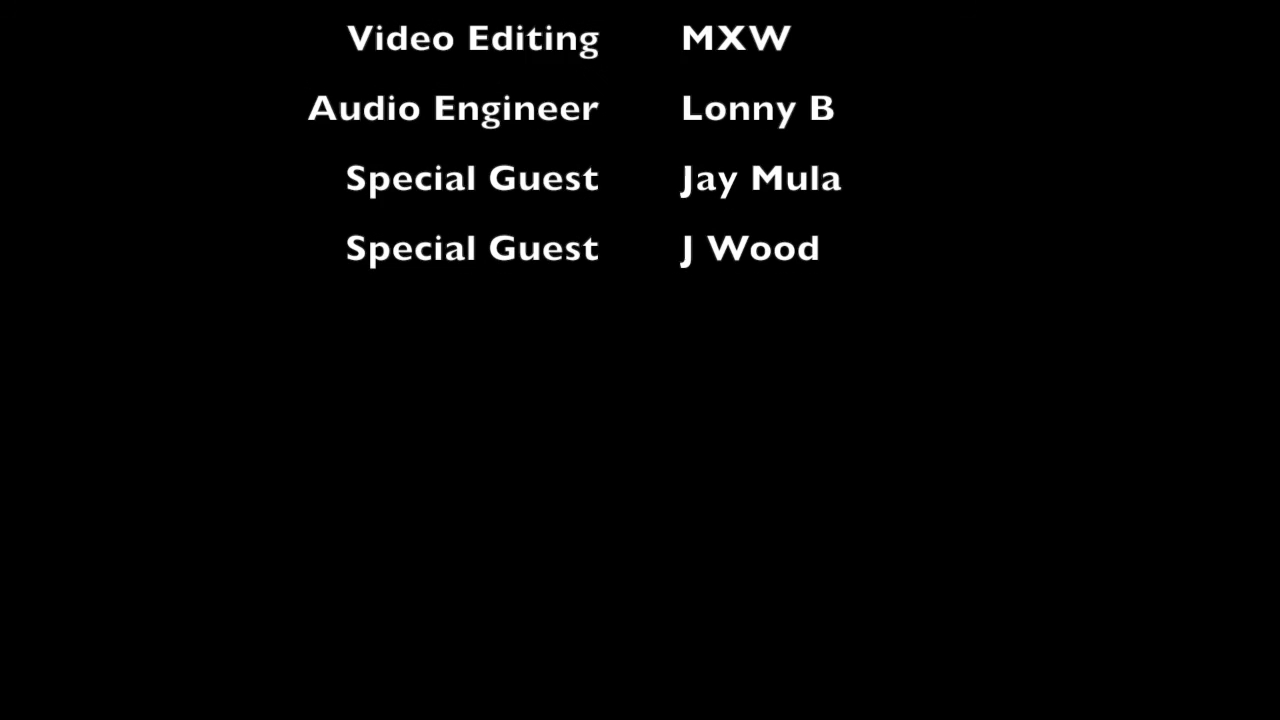 Video Editing MXW
Audio Engineer Lonny B
Special Guest Jay Mula
Special Guest J Wood